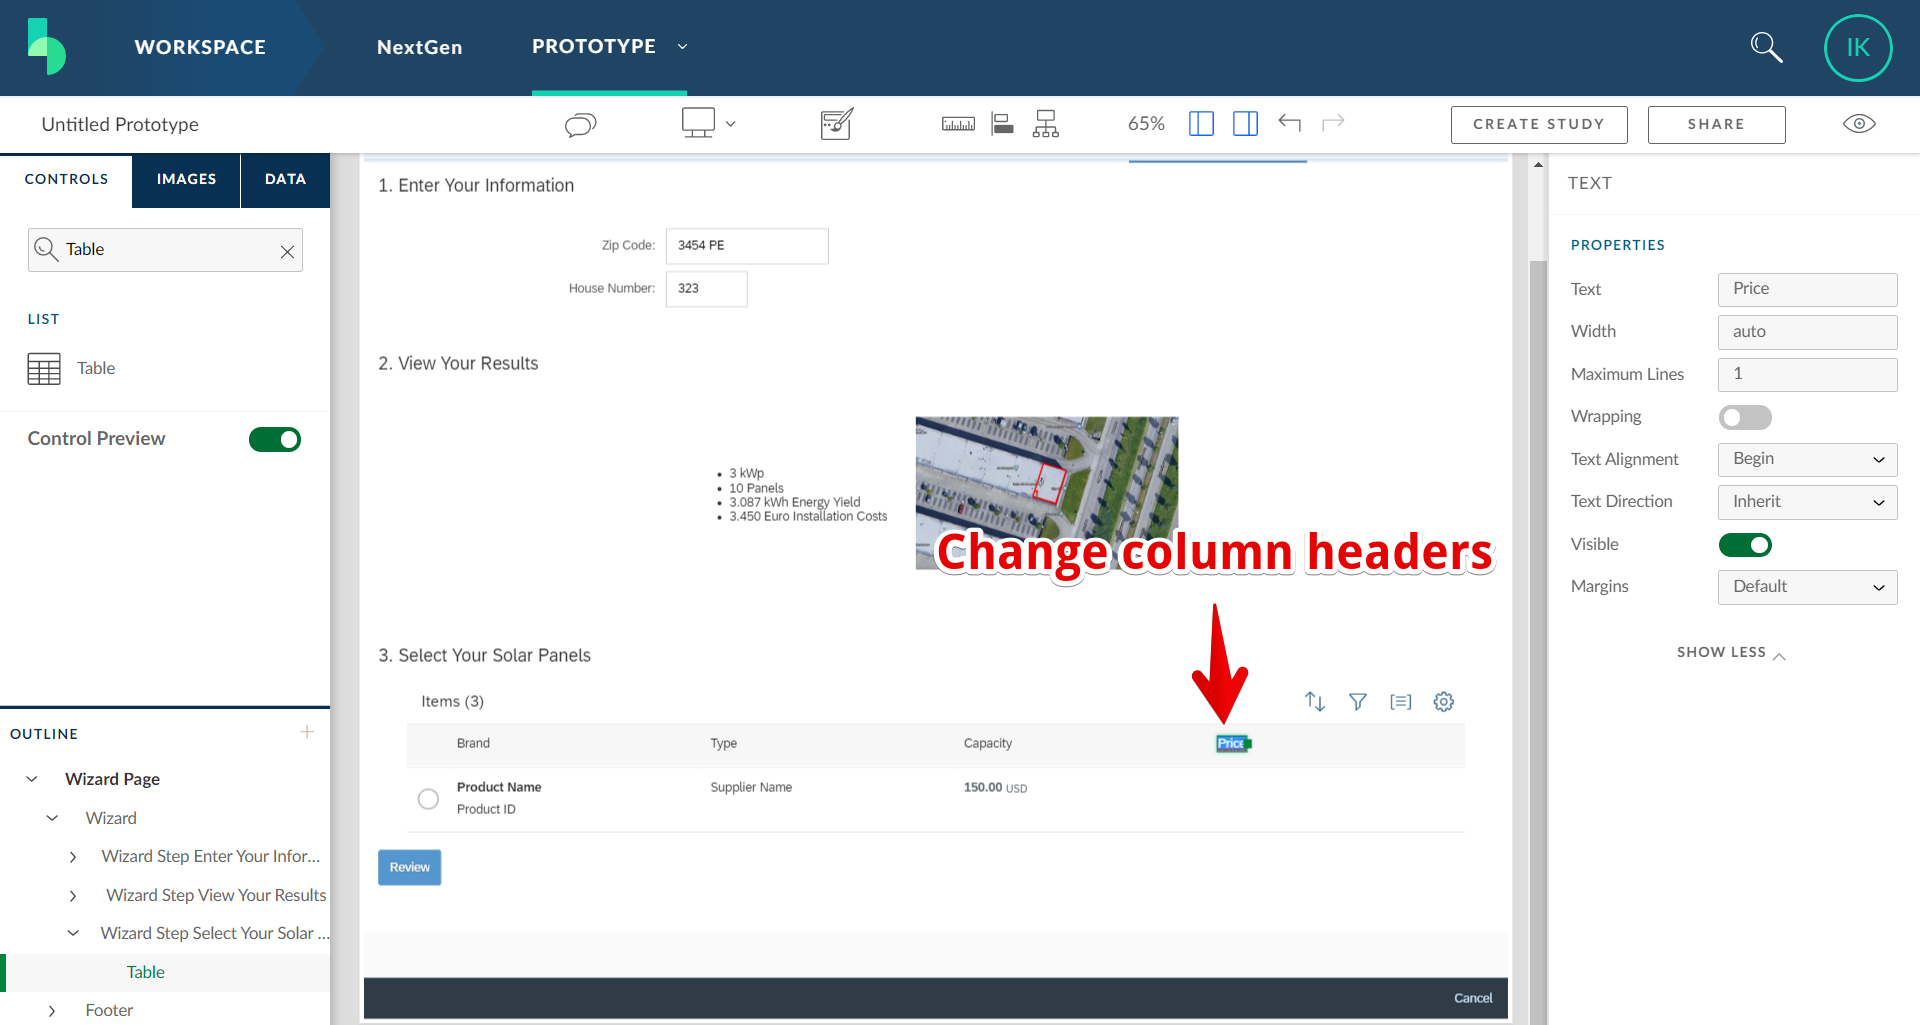 WORKSPACE
NextGen
PROTOTYPE
IK
Untitled Prototype
65%
CREATE STUDY
SHARE
CONTROLS
IMAGES
DATA
Table
LIST
Table
Control Preview
OUTLINE
Wizard Page
Wizard
Wizard Step Enter Your Infor...
Wizard Step View Your Results
Wizard Step Select Your Solar ...
Table
Footer
1. Enter Your Information
Zip Code: 3454 PE
House Number: 323
2. View Your Results
• 3 kWp
• 10 Panels
• 3.087 kWh Energy Yield
• 3.450 Euro Installation Costs
Change column headers
3. Select Your Solar Panels
Items (3)
Brand Type Capacity Price
Product Name Supplier Name 150.00 USD
Product ID
Review
Cancel
TEXT
PROPERTIES
Text Price
Width auto
Maximum Lines 1
Wrapping
Text Alignment Begin
Text Direction Inherit
Visible
Margins Default
SHOW LESS